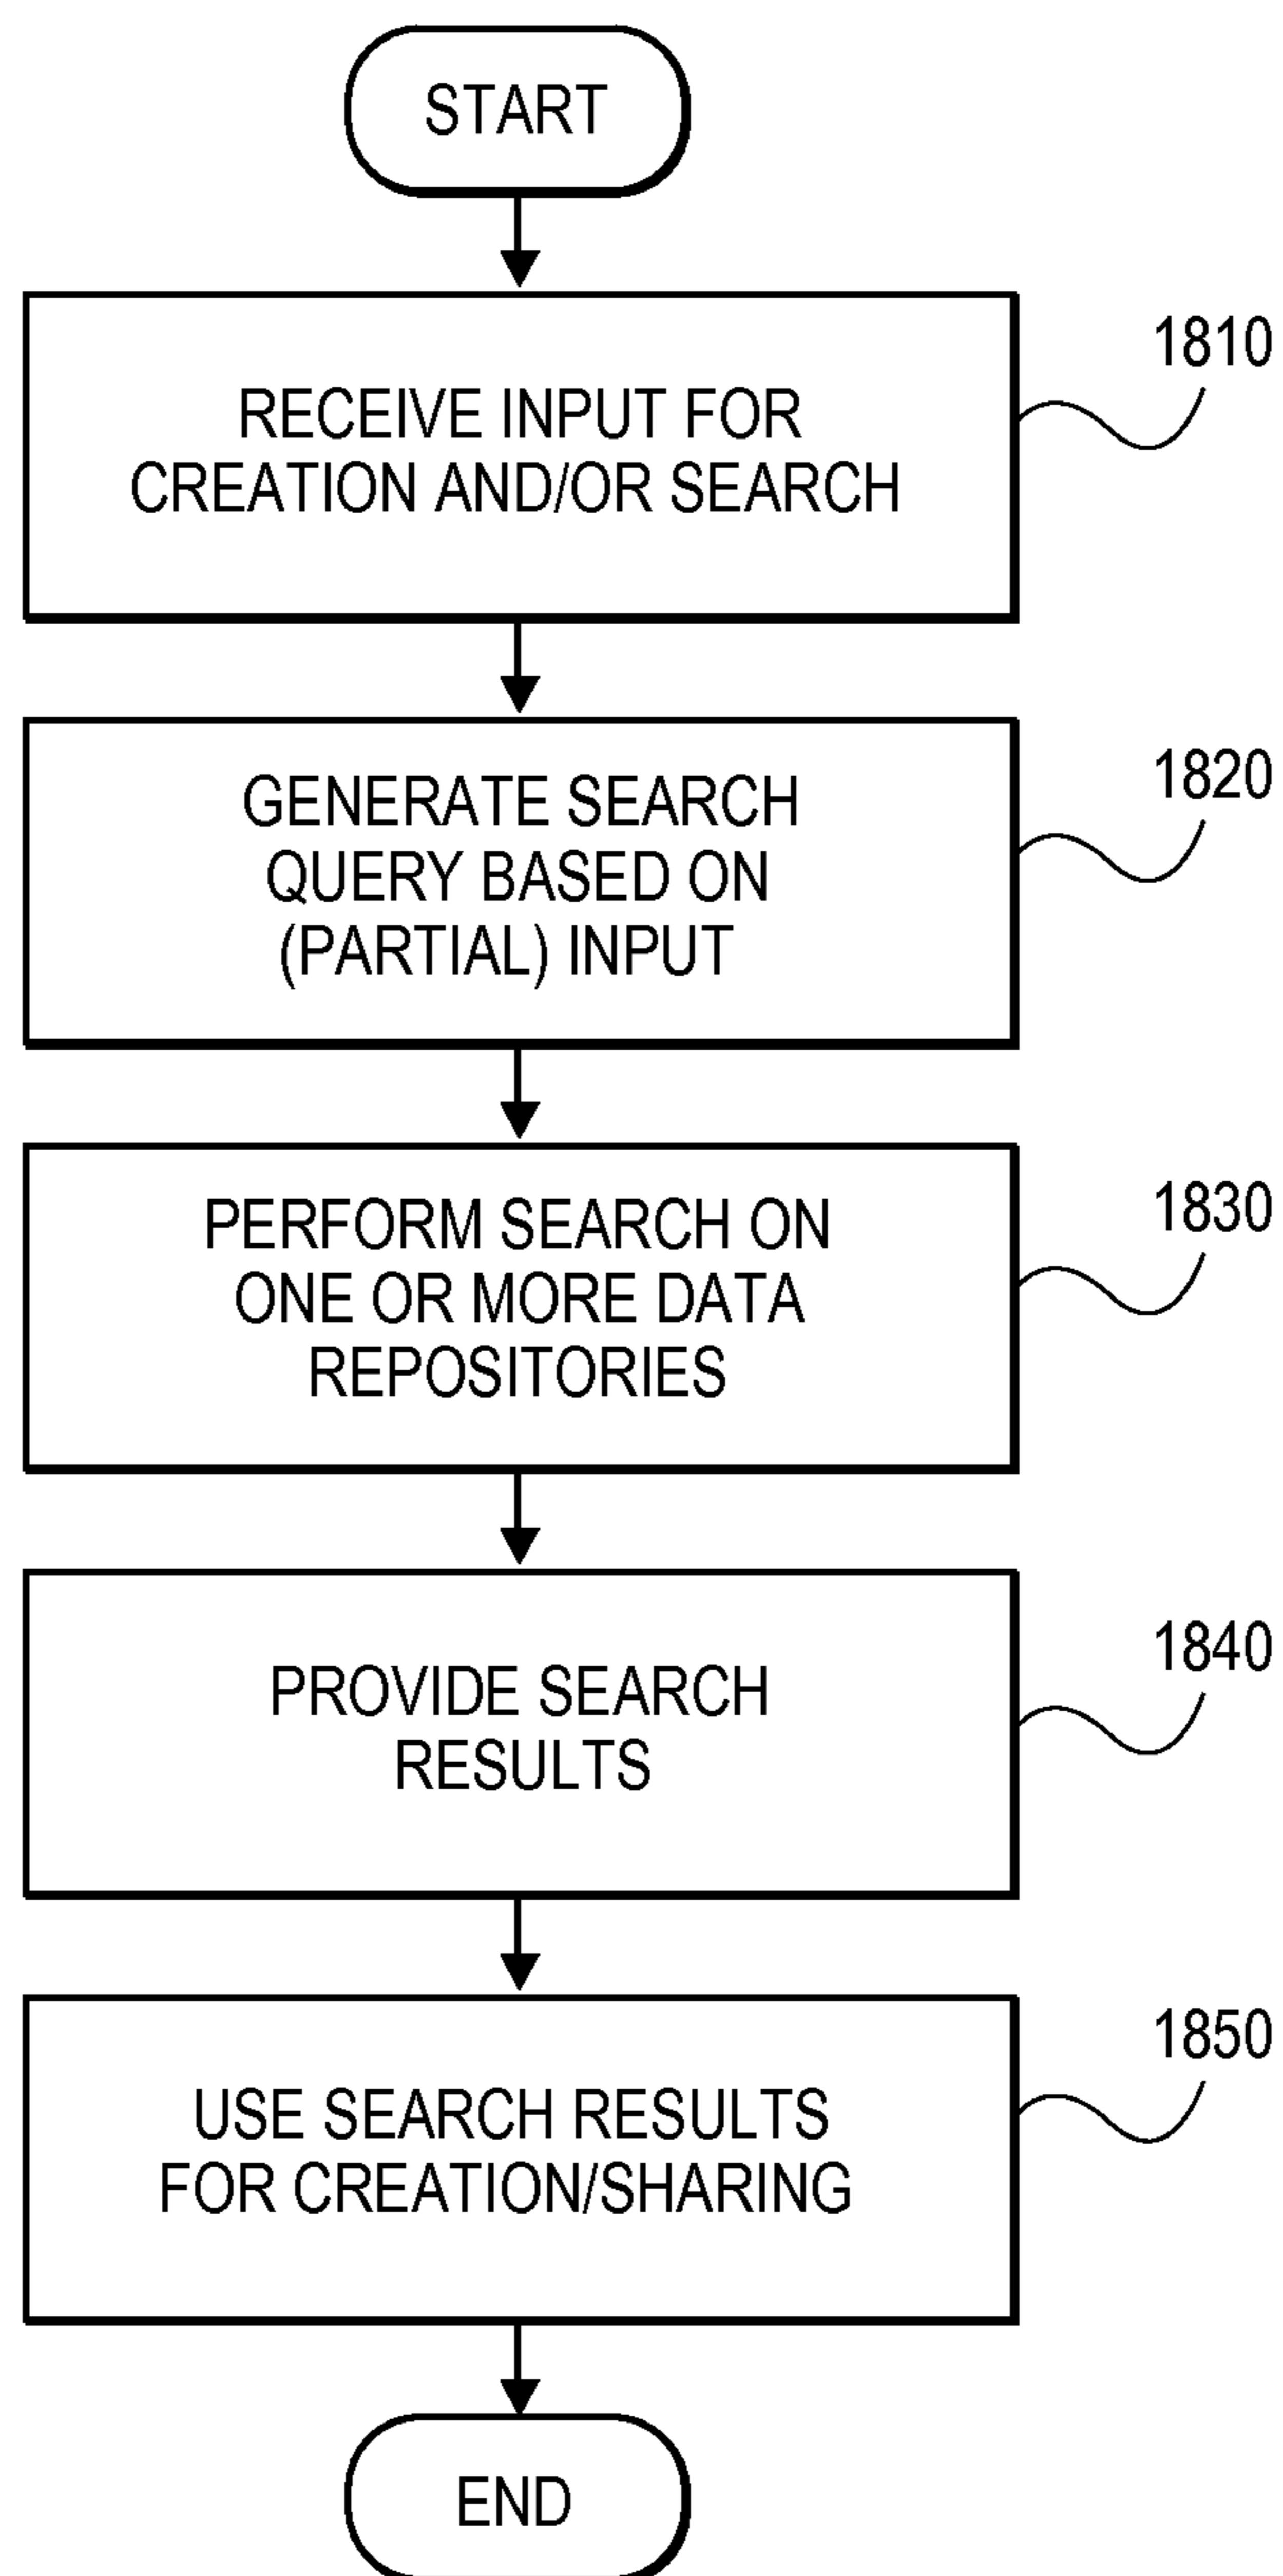 START
RECEIVE INPUT FOR
CREATION AND/OR SEARCH
1810
GENERATE SEARCH
QUERY BASED ON
(PARTIAL) INPUT
1820
PERFORM SEARCH ON
ONE OR MORE DATA
REPOSITORIES
1830
PROVIDE SEARCH
RESULTS
1840
USE SEARCH RESULTS
FOR CREATION/SHARING
1850
END